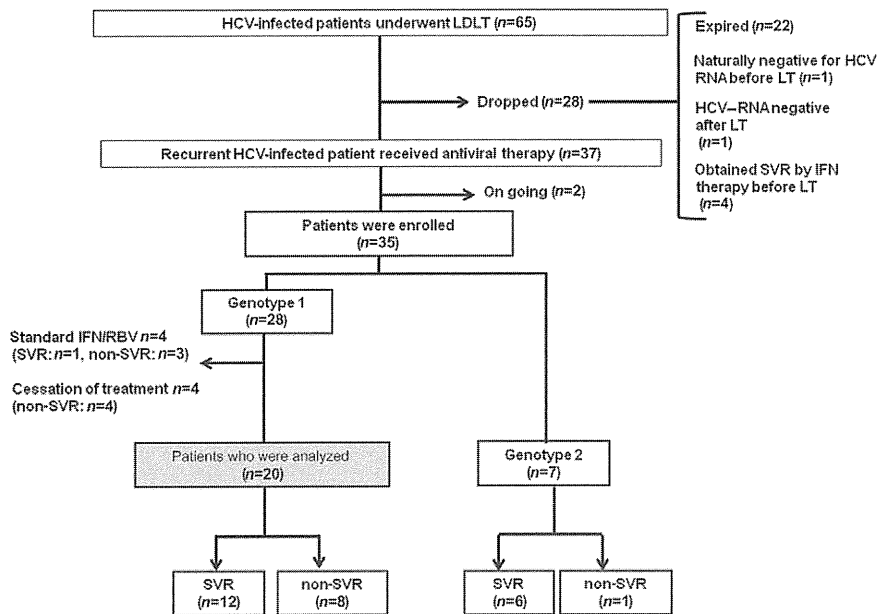 HCV-infected patients underwent LDLT (n=65)
Expired (n=22)
Naturally negative for HCV
RNA before LT (n=1)
Dropped (n=28)
HCV–RNA negative
after LT
(n=1)
Obtained SVR by IFN
therapy before LT
(n=4)
Recurrent HCV-infected patient received antiviral therapy (n=37)
On going (n=2)
Patients were enrolled
(n=35)
Genotype 1
(n=28)
Standard IFN/RBV n=4
(SVR: n=1, non-SVR: n=3)
Cessation of treatment n=4
(non-SVR: n=4)
Patients who were analyzed
(n=20)
Genotype 2
(n=7)
SVR
(n=12)
non-SVR
(n=8)
SVR
(n=6)
non-SVR
(n=1)